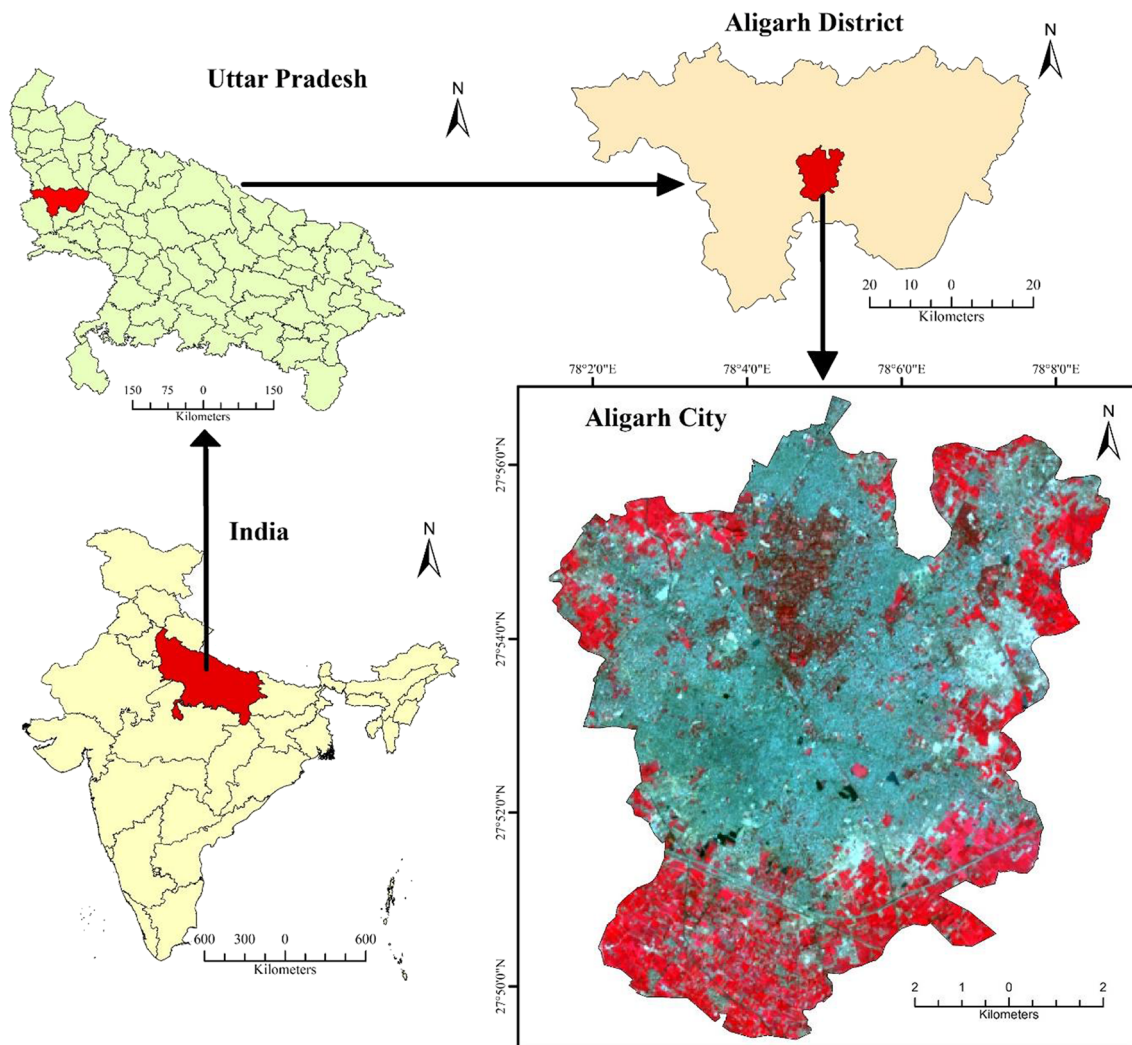 Uttar Pradesh
N
150 75 0 150
Kilometers
Aligarh District
N
20 10 0 20
Kilometers
India
N
600 300 0 600
Kilometers
78°2'0"E 78°4'0"E 78°6'0"E 78°8'0"E
Aligarh City
N
27°56'0"N
27°54'0"N
27°52'0"N
27°50'0"N
2 1 0 2
Kilometers